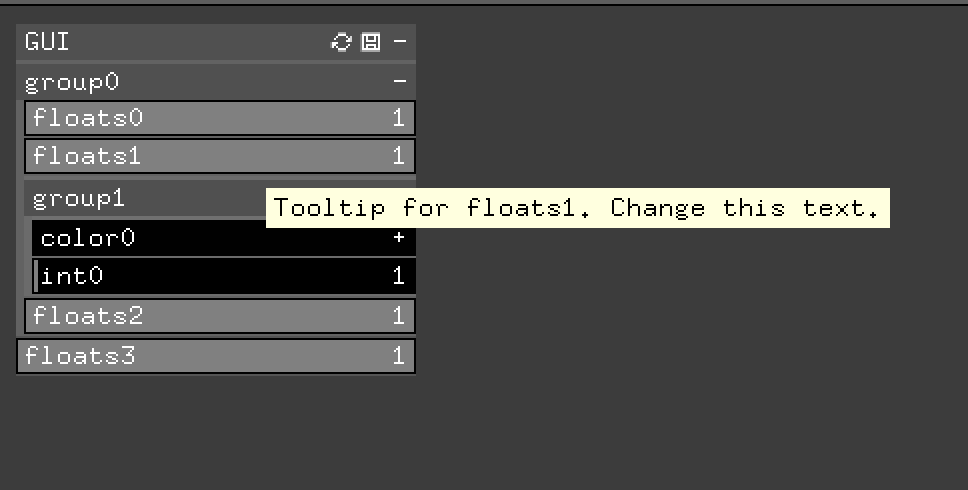 GUI -
group0 -
floats0 1
floats1 1
group1
Tooltip for floats1. Change this text.
color0 +
int0 1
floats2 1
floats3 1